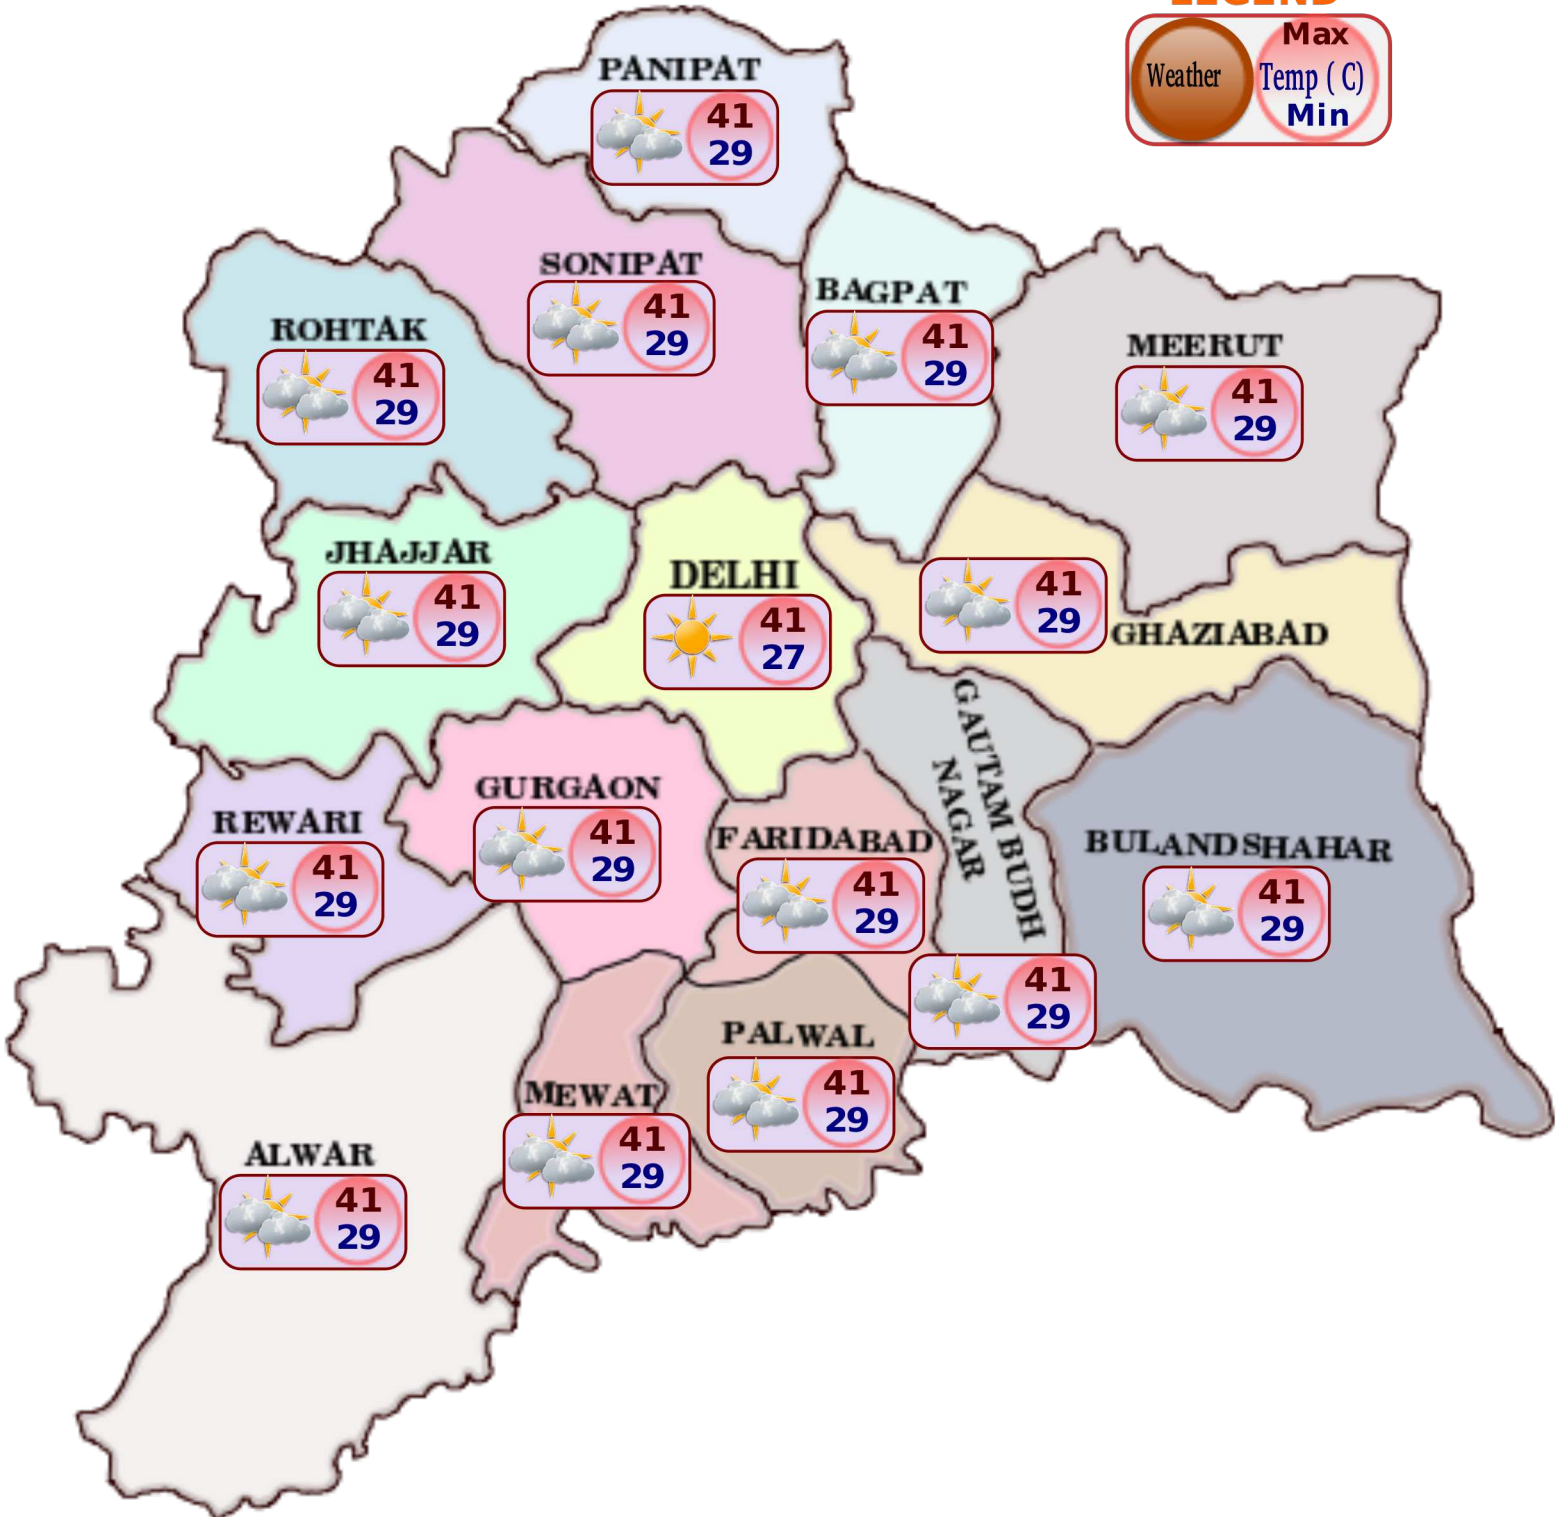 LEGEND
Max
Weather
Temp ( C)
Min
PANIPAT
41
29
SONIPAT
41
29
BAGPAT
41
29
ROHTAK
41
29
MEERUT
41
29
JHAJJAR
41
29
DELHI
41
27
41
29
GHAZIABAD
GAUTAM BUDH
NAGAR
41
29
GURGAON
41
29
REWARI
41
29
FARIDABAD
41
29
BULANDSHAHAR
41
29
PALWAL
41
29
MEWAT
41
29
ALWAR
41
29